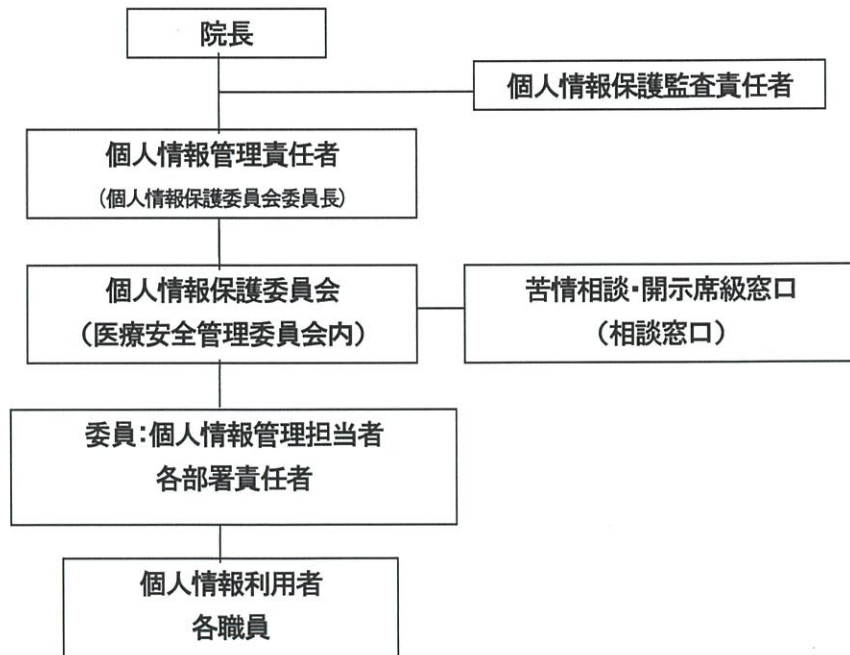 院長
個人情報保護監査責任者
個人情報管理責任者
(個人情報保護委員会委員長)
個人情報保護委員会
(医療安全管理委員会内)
苦情相談・開示席級窓口
(相談窓口)
委員:個人情報管理担当者
各部署責任者
個人情報利用者
各職員